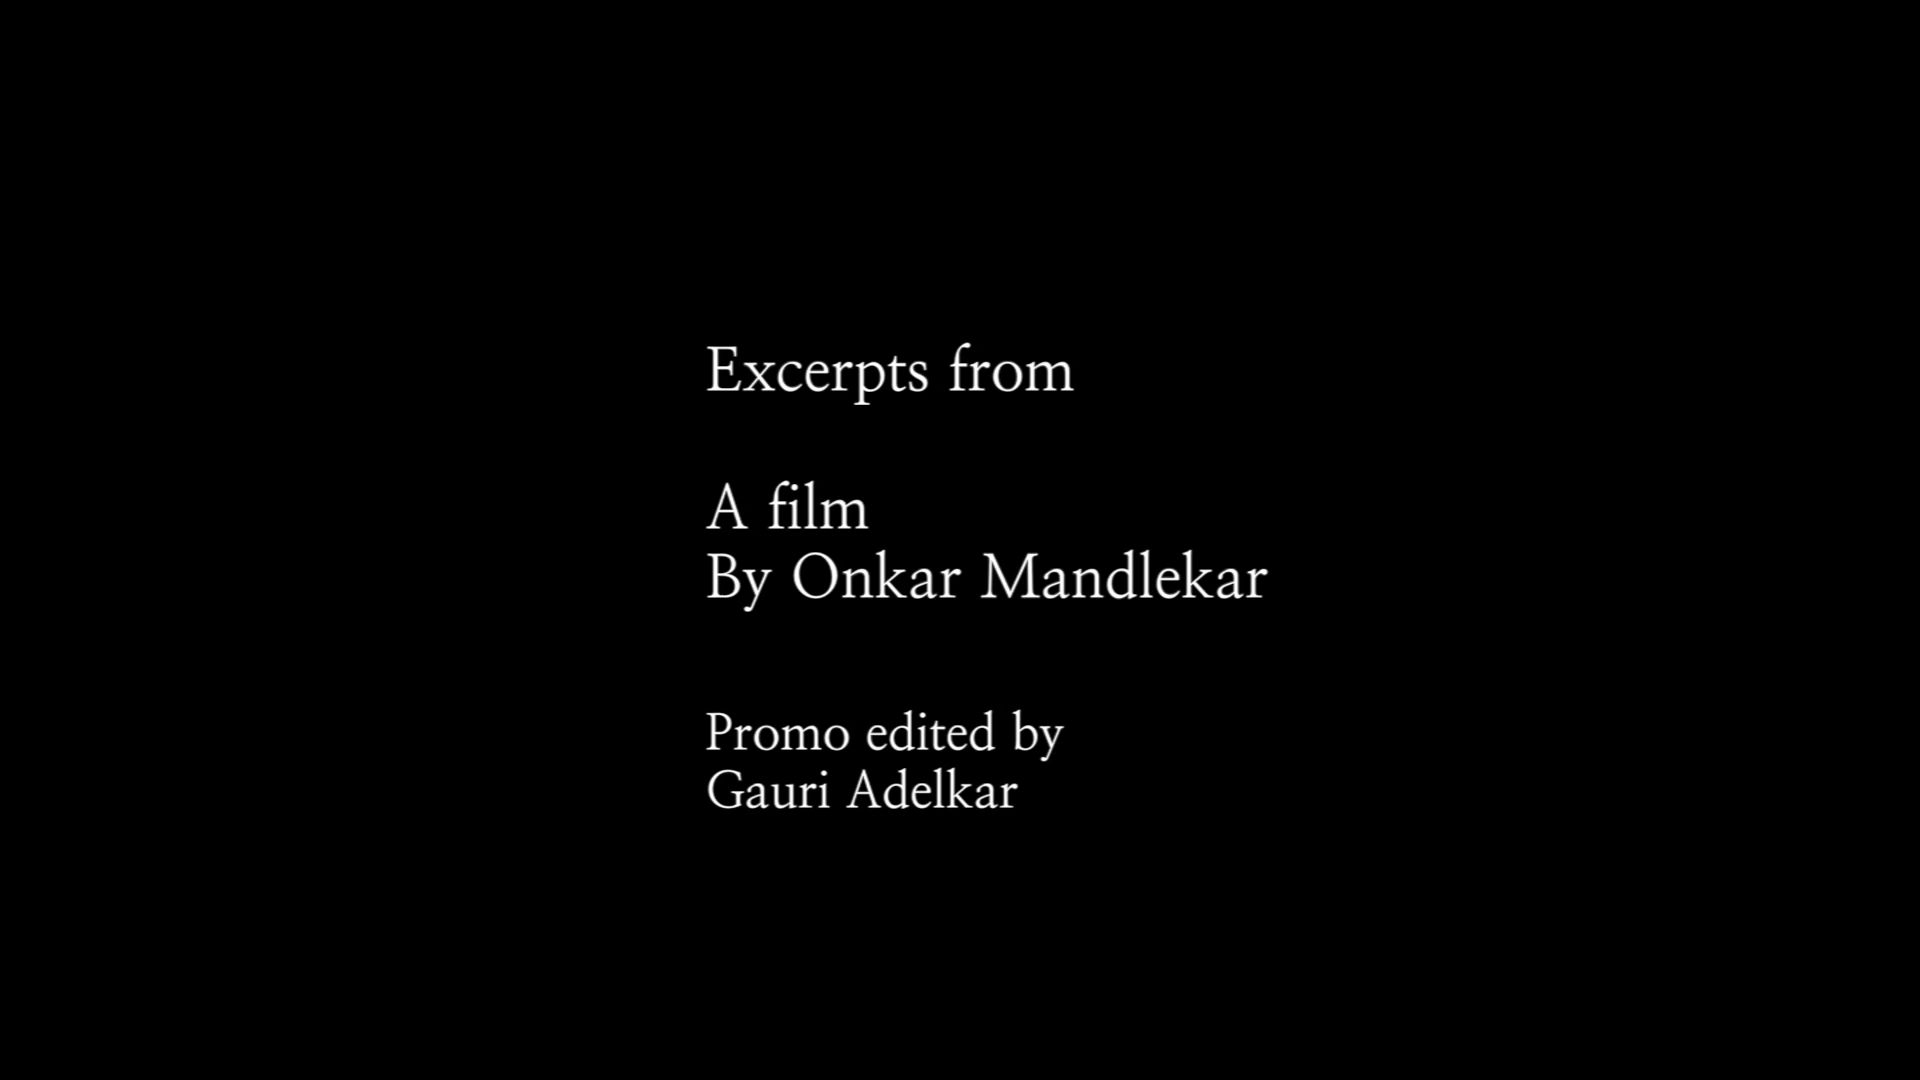 Excerpts from
A film
By Onkar Mandlekar
Promo edited by
Gauri Adelkar